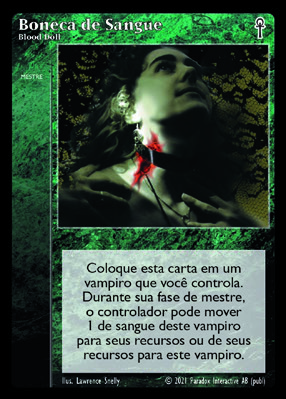 Boneca de Sangue
Blood Doll
MESTRE
Coloque esta carta em um
vampiro que você controla.
Durante sua fase de mestre,
o controlador pode mover
1 de sangue deste vampiro
para seus recursos ou de seus
recursos para este vampiro.
Illus. Lawrence Snelly
© 2021 Paradox Interactive AB (publ)